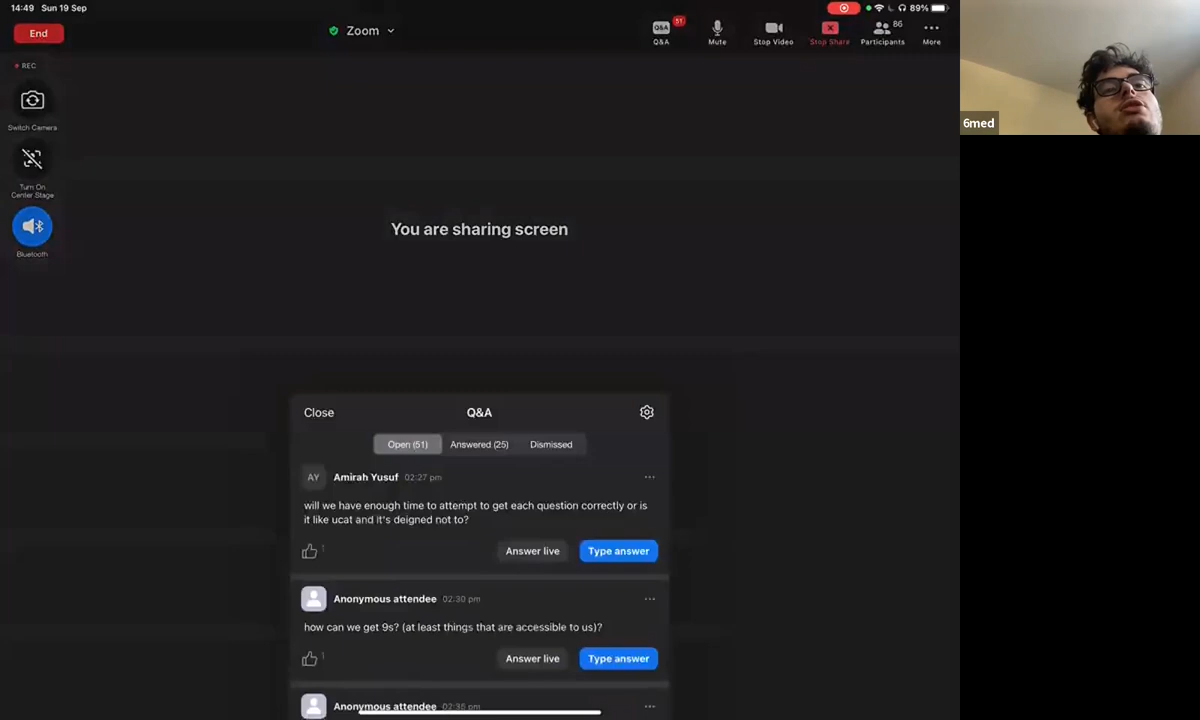 14:49 Sun 19 Sep
89%
End
Zoom
51
Q&A
Q&A
Mute
Stop Video
Stop Share
86
Participants
More
REC
Switch Camera
Turn On
Center Stage
Bluetooth
6med
You are sharing screen
Close
Q&A
Open (51)
Answered (25)
Dismissed
AY
Amirah Yusuf 02:27 pm
will we have enough time to attempt to get each question correctly or is
it like ucat and it's deigned not to?
1
Answer live
Type answer
Anonymous attendee 02:30 pm
how can we get 9s? (at least things that are accessible to us)?
1
Answer live
Type answer
Anonymous attendee 02:35 pm